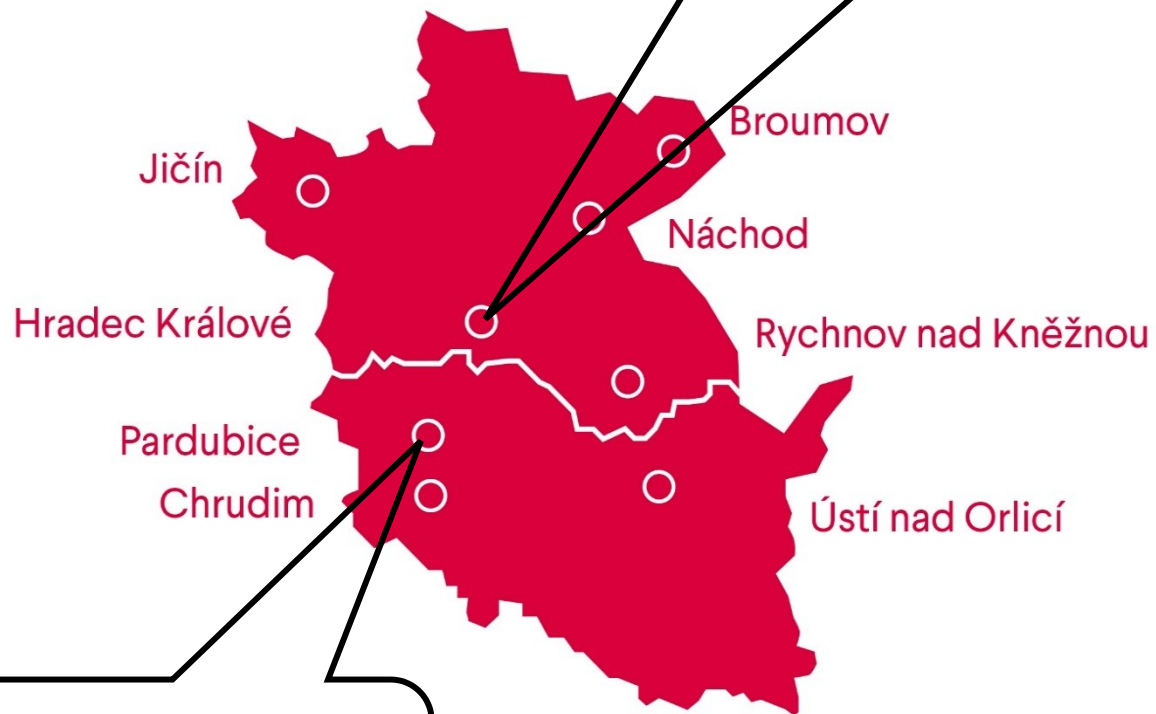 Broumov
Jičín
Náchod
Hradec Králové
Rychnov nad Kněžnou
Pardubice
Chrudim
Ústí nad Orlicí